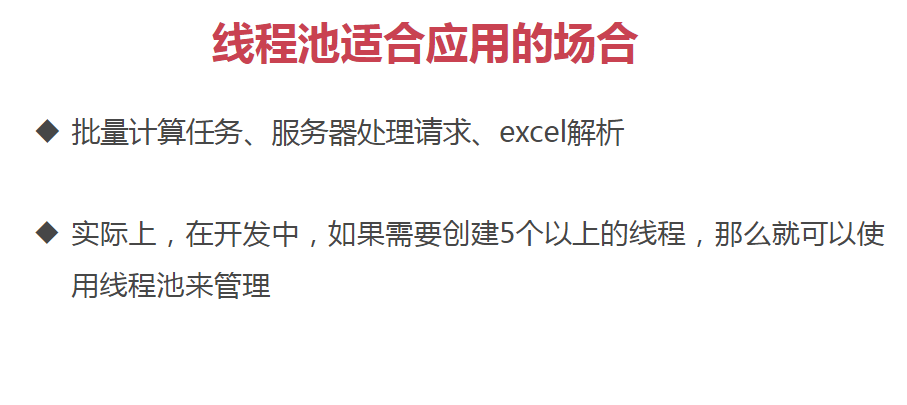 线程池适合应用的场合
◆ 批量计算任务、服务器处理请求、excel解析
◆ 实际上，在开发中，如果需要创建5个以上的线程，那么就可以使
用线程池来管理